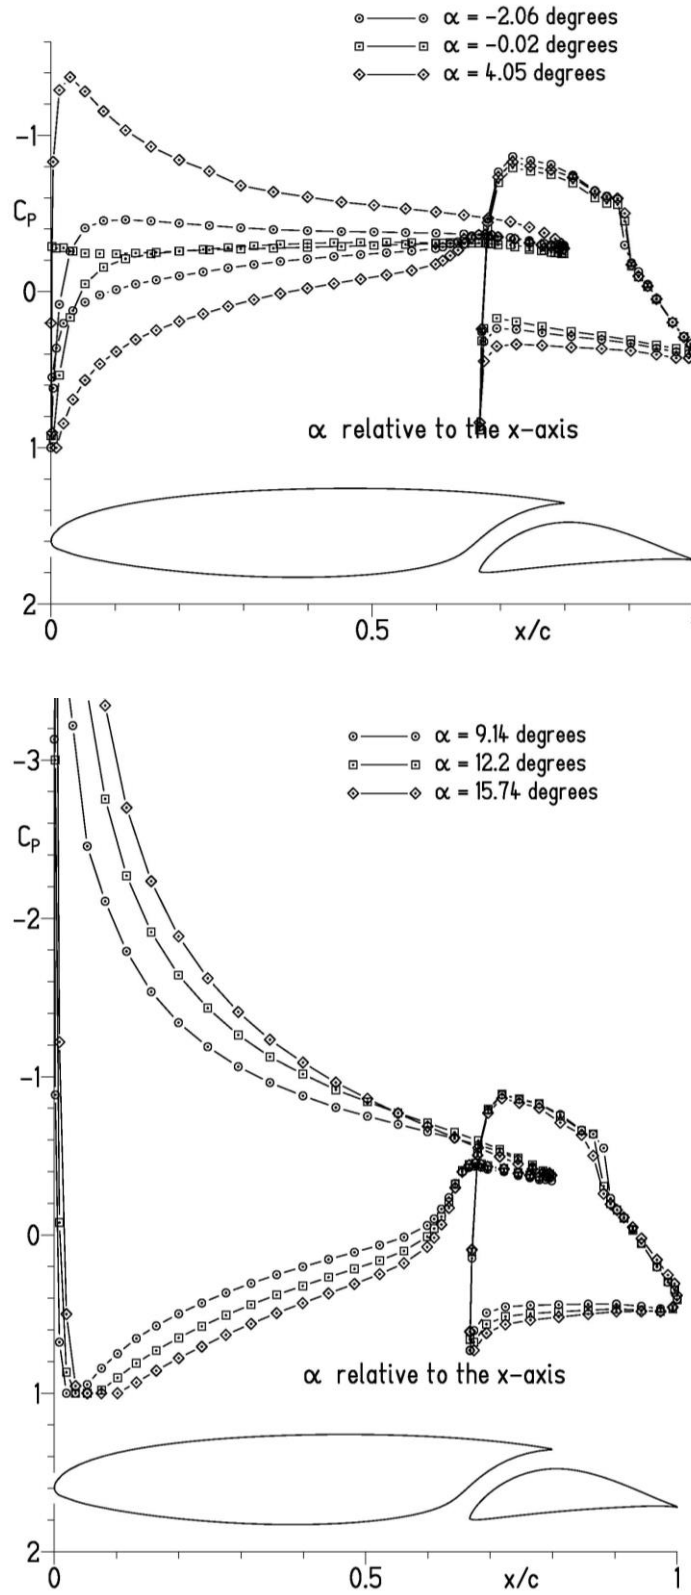 α = -2.06 degrees
α = -0.02 degrees
α = 4.05 degrees
-1
Cₚ
0
α relative to the x-axis
1
2
0 0.5 x/c
α = 9.14 degrees
α = 12.2 degrees
α = 15.74 degrees
-3
Cₚ
-2
-1
0
α relative to the x-axis
1
2
0 0.5 x/c 1